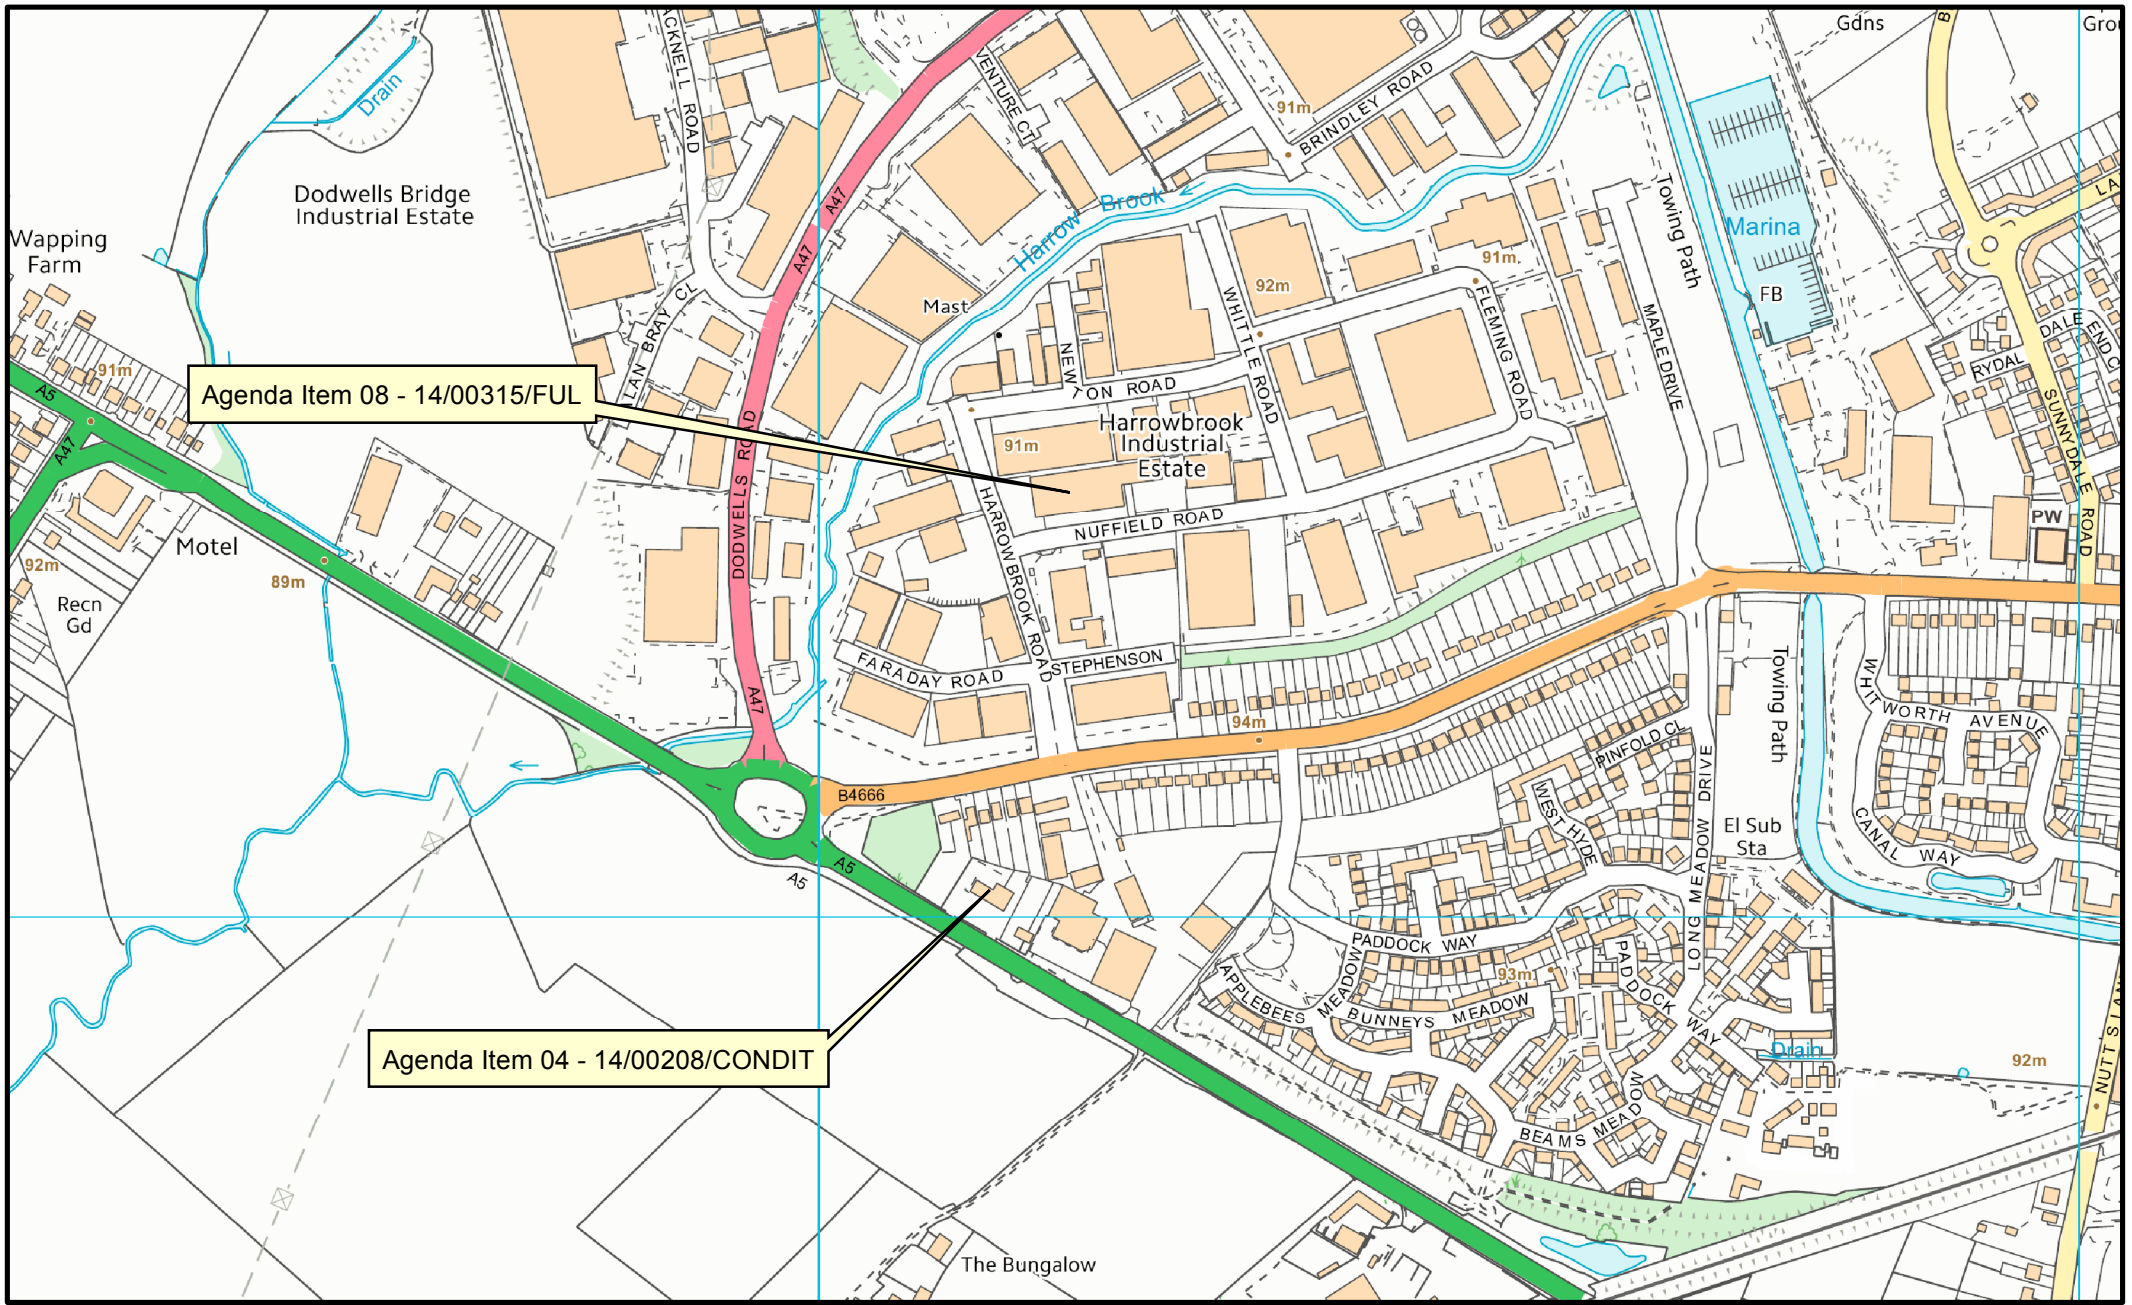 Gdns
Drain
VENTURE CT
91m
BRINDLEY ROAD
Dodwells Bridge
Industrial Estate
A47
Harrow Brook
Towing Path
Marina
Wapping
Farm
A47
91m
92m
FB
Mast
WHITTLE ROAD
FLEMING ROAD
MAPLE DRIVE
DALE END C
RYDAL
91m
A5
Agenda Item 08 - 14/00315/FUL
NEWTON ROAD
SUNNYDALE ROAD
DODWELLS ROAD
A47
91m
Harrowbrook
Industrial
Estate
HARROWBROOK ROAD
NUFFIELD ROAD
PW
Motel
92m
89m
Recn
Gd
FARADAY ROAD
STEPHENSON
A47
94m
Towing Path
WHITWORTH AVENUE
PINFOLD CL
B4666
WEST HYDE
LONG MEADOW DRIVE
El Sub
Sta
CANAL WAY
A5
A5
PADDOCK WAY
93m
APPLEBEES MEADOW
BUNNEYS MEADOW
PADDOCK WAY
Agenda Item 04 - 14/00208/CONDIT
Drain
92m
BEAMS MEADOW
The Bungalow